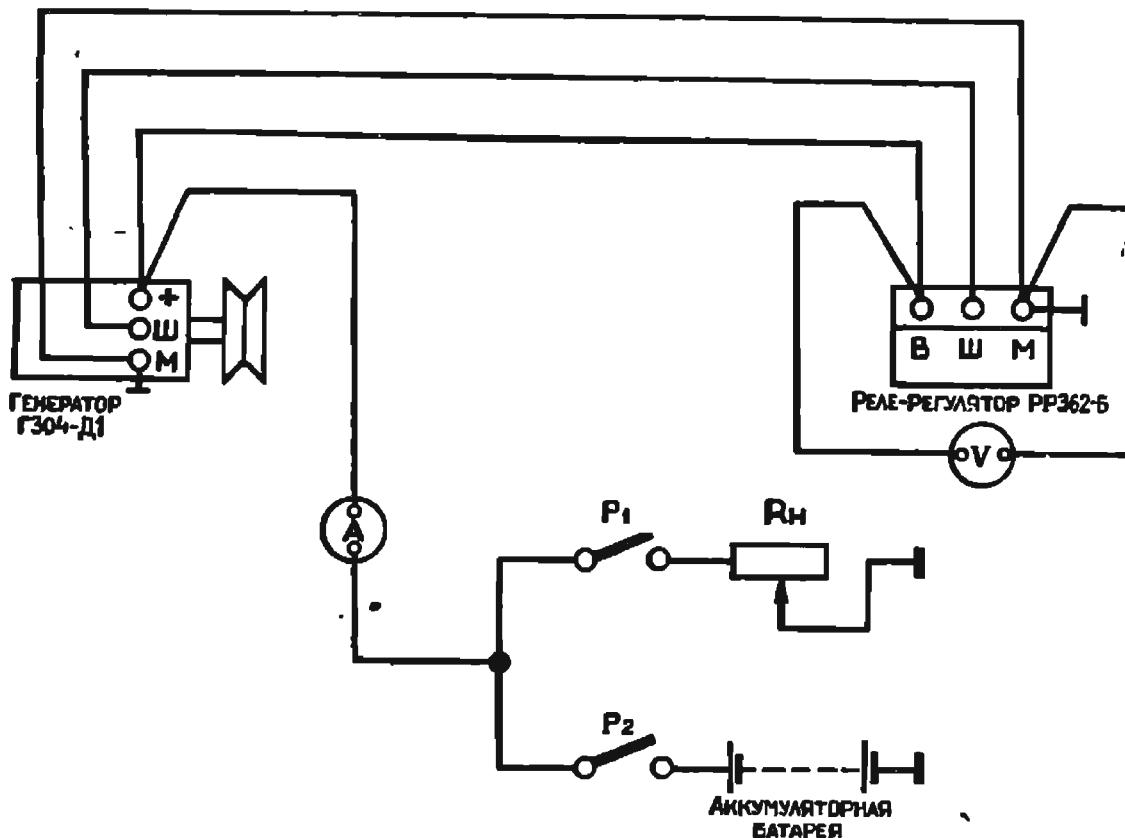 +
Ш
М
Генератор
Г304-Д1
В Ш М
Реле-регулятор РР362-Б
V
А
Р1
Rн
Р2
Аккумуляторная
батарея